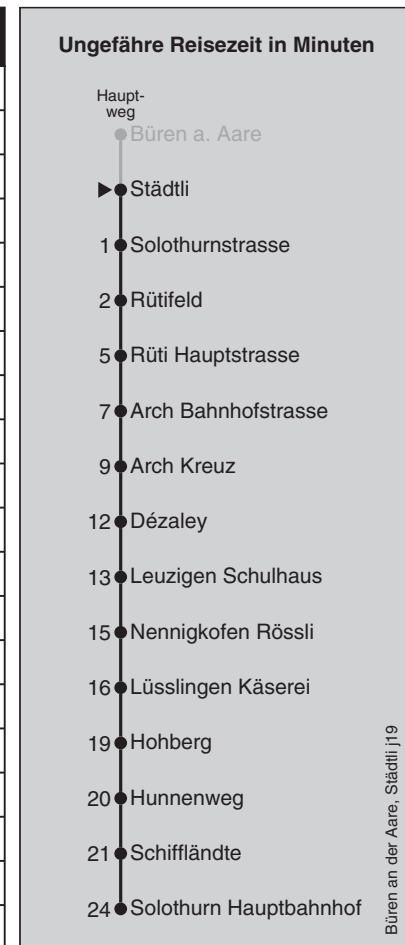 Ungefähre Reisezeit in Minuten
Haupt-
weg
Büren a. Aare
Städtli
1 Solothurnstrasse
2 Rütifeld
5 Rüti Hauptstrasse
7 Arch Bahnhofstrasse
9 Arch Kreuz
12 Dézaley
13 Leuzigen Schulhaus
15 Nennigkofen Rössli
16 Lüsslingen Käserei
19 Hohberg
20 Hunnenweg
21 Schiffländte
24 Solothurn Hauptbahnhof
Büren an der Aare, Städtli j19